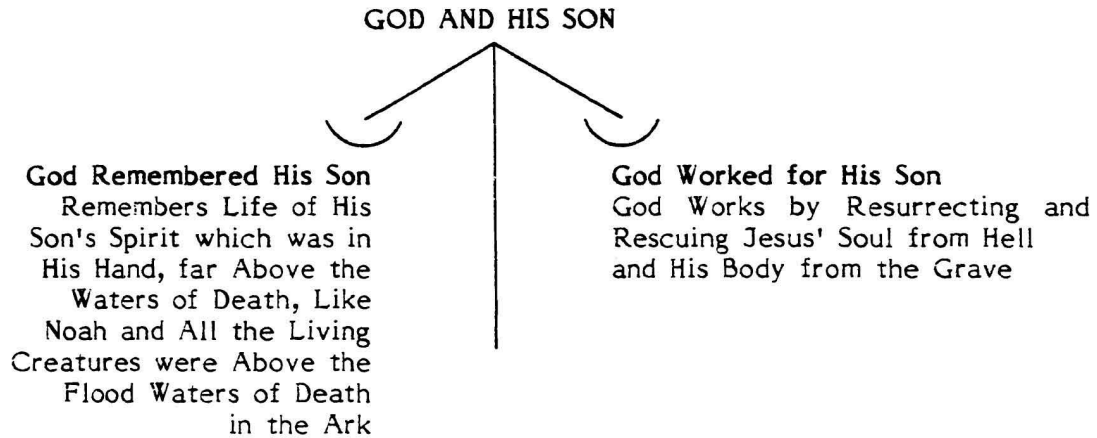 GOD AND HIS SON
God Remembered His Son
Remembers Life of His
Son's Spirit which was in
His Hand, far Above the
Waters of Death, Like
Noah and All the Living
Creatures were Above the
Flood Waters of Death
in the Ark
God Worked for His Son
God Works by Resurrecting and
Rescuing Jesus' Soul from Hell
and His Body from the Grave